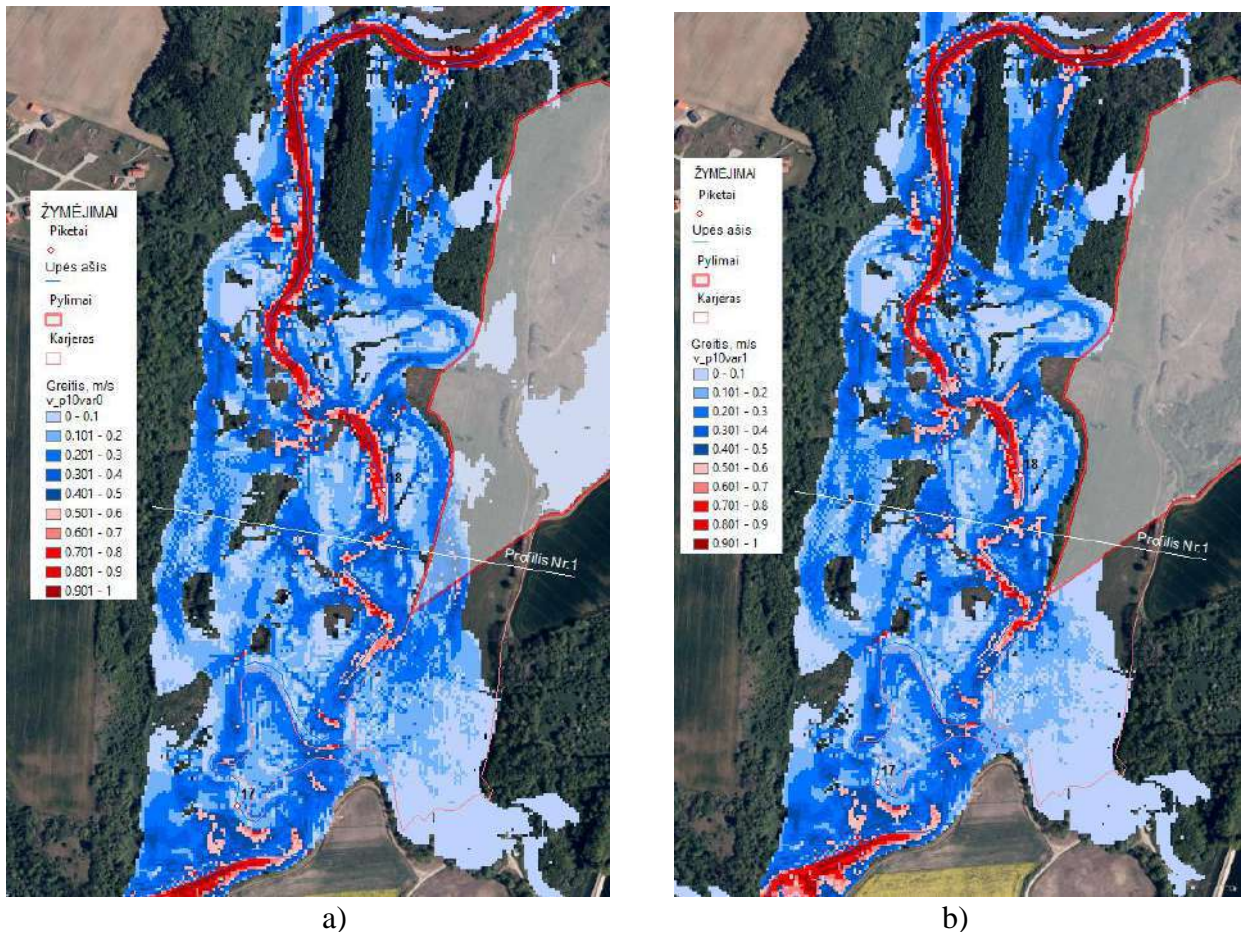 19
ŽYMĖJIMAI
Piketai
Upės ašis
Pylimai
Karjeras
Greitis, m/s
v_p10var0
0 - 0.1
0.101 - 0.2
0.201 - 0.3
0.301 - 0.4
0.401 - 0.5
0.501 - 0.6
0.601 - 0.7
0.701 - 0.8
0.801 - 0.9
0.901 - 1
18
Profilis Nr.1
17
a)
19
ŽYMĖJIMAI
Piketai
Upės ašis
Pylimai
Karjeras
Greitis, m/s
v_p10var1
0 - 0.1
0.101 - 0.2
0.201 - 0.3
0.301 - 0.4
0.401 - 0.5
0.501 - 0.6
0.601 - 0.7
0.701 - 0.8
0.801 - 0.9
0.901 - 1
18
Profilis Nr.1
17
b)